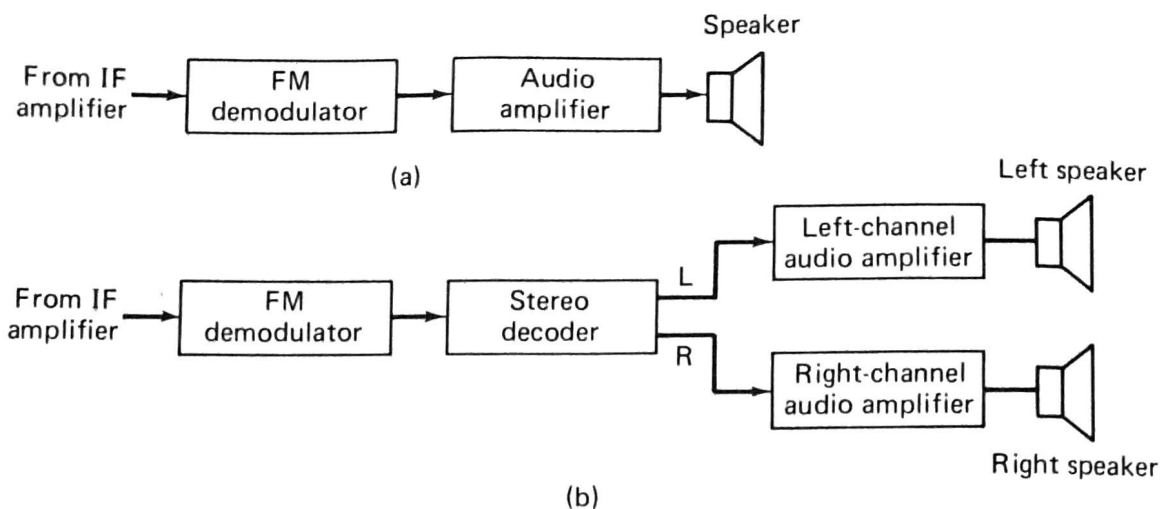 Speaker
From IF
amplifier
FM
demodulator
Audio
amplifier
(a)
Left speaker
Left-channel
audio amplifier
From IF
amplifier
FM
demodulator
Stereo
decoder
L
R
Right-channel
audio amplifier
Right speaker
(b)